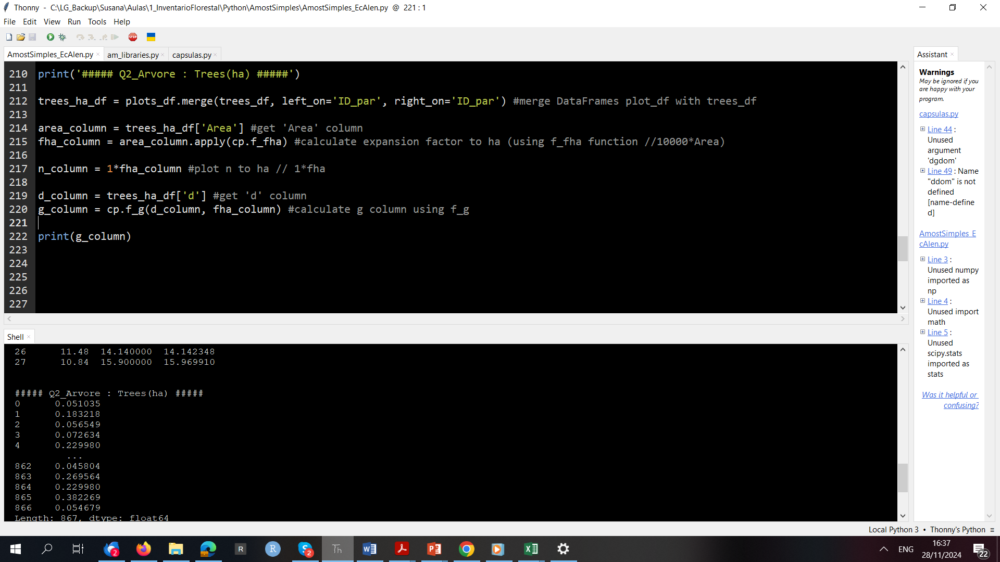 Thonny - C:\LG_Backup\Susana\Aulas\1_InventarioFlorestal\Python\AmostSimples\AmostSimples_EcAlen.py @ 221 : 1
File Edit View Run Tools Help
STOP
AmostSimples_EcAlen.py × am_libraries.py × capsulas.py ×
210 print('##### Q2_Arvore : Trees(ha) #####')
211
212 trees_ha_df = plots_df.merge(trees_df, left_on='ID_par', right_on='ID_par') #merge DataFrames plot_df with trees_df
213
214 area_column = trees_ha_df['Area'] #get 'Area' column
215 fha_column = area_column.apply(cp.f_fha) #calculate expansion factor to ha (using f_fha function //10000*Area)
216
217 n_column = 1*fha_column #plot n to ha // 1*fha
218
219 d_column = trees_ha_df['d'] #get 'd' column
220 g_column = cp.f_g(d_column, fha_column) #calculate g column using f_g
221
222 print(g_column)
223
224
225
226
227
Shell ×
26 11.48 14.140000 14.142348
27 10.84 15.900000 15.969910
##### Q2_Arvore : Trees(ha) #####
0 0.051035
1 0.183218
2 0.056549
3 0.072634
4 0.229980
...
862 0.045804
863 0.269564
864 0.229980
865 0.382269
866 0.054679
Length: 867, dtype: float64
Assistant ×
Warnings
May be ignored if you
are happy with your
program.
capsulas.py
Line 44 :
Unused
argument
'dgdom'
Line 49 : Name
"ddom" is not
defined
[name-define
d]
AmostSimples_E
cAlen.py
Line 3 :
Unused numpy
imported as
np
Line 4 :
Unused import
math
Line 5 :
Unused
scipy.stats
imported as
stats
Was it helpful or
confusing?
Local Python 3 • Thonny's Python ≡
2
R
R
S
2
Th
W
P
X
ENG
16:37
28/11/2024
22